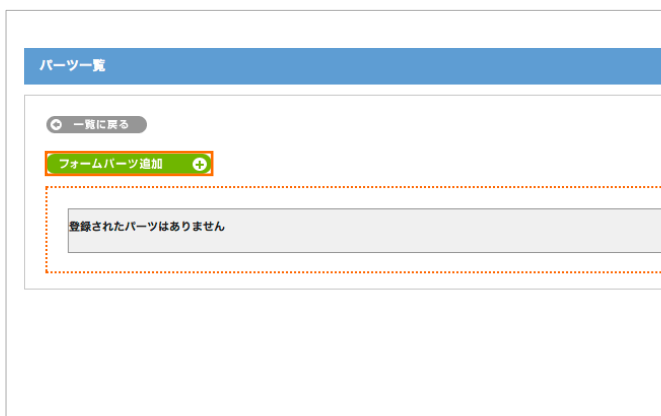 パーツ一覧
一覧に戻る
フォームパーツ追加
登録されたパーツはありません